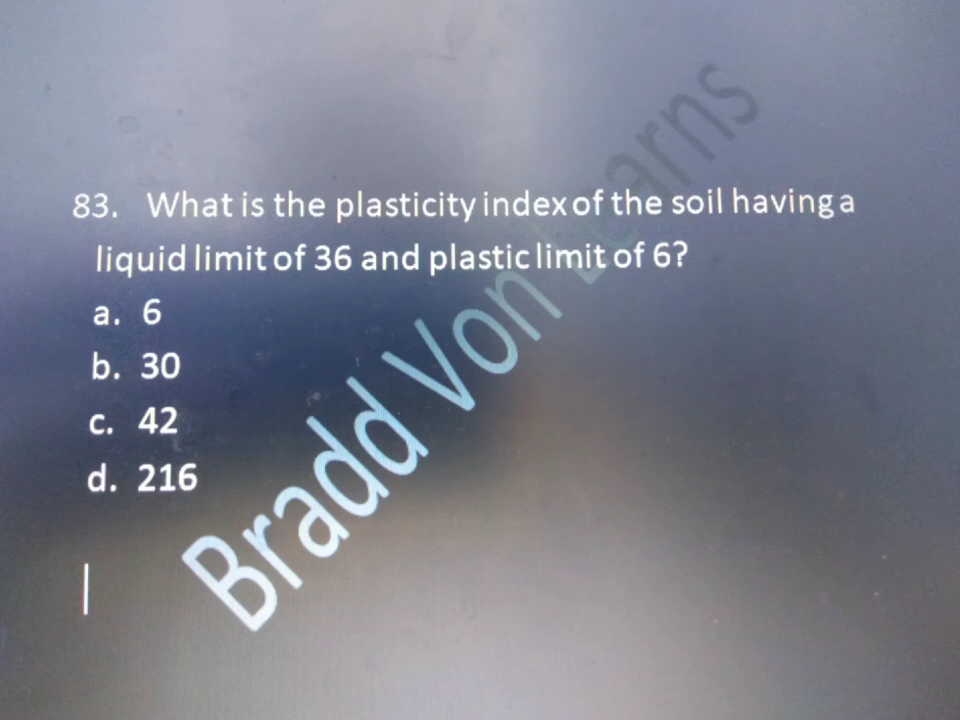 83. What is the plasticity index of the soil having a
liquid limit of 36 and plastic limit of 6?
a. 6
b. 30
c. 42
d. 216
Bradd Von Learns